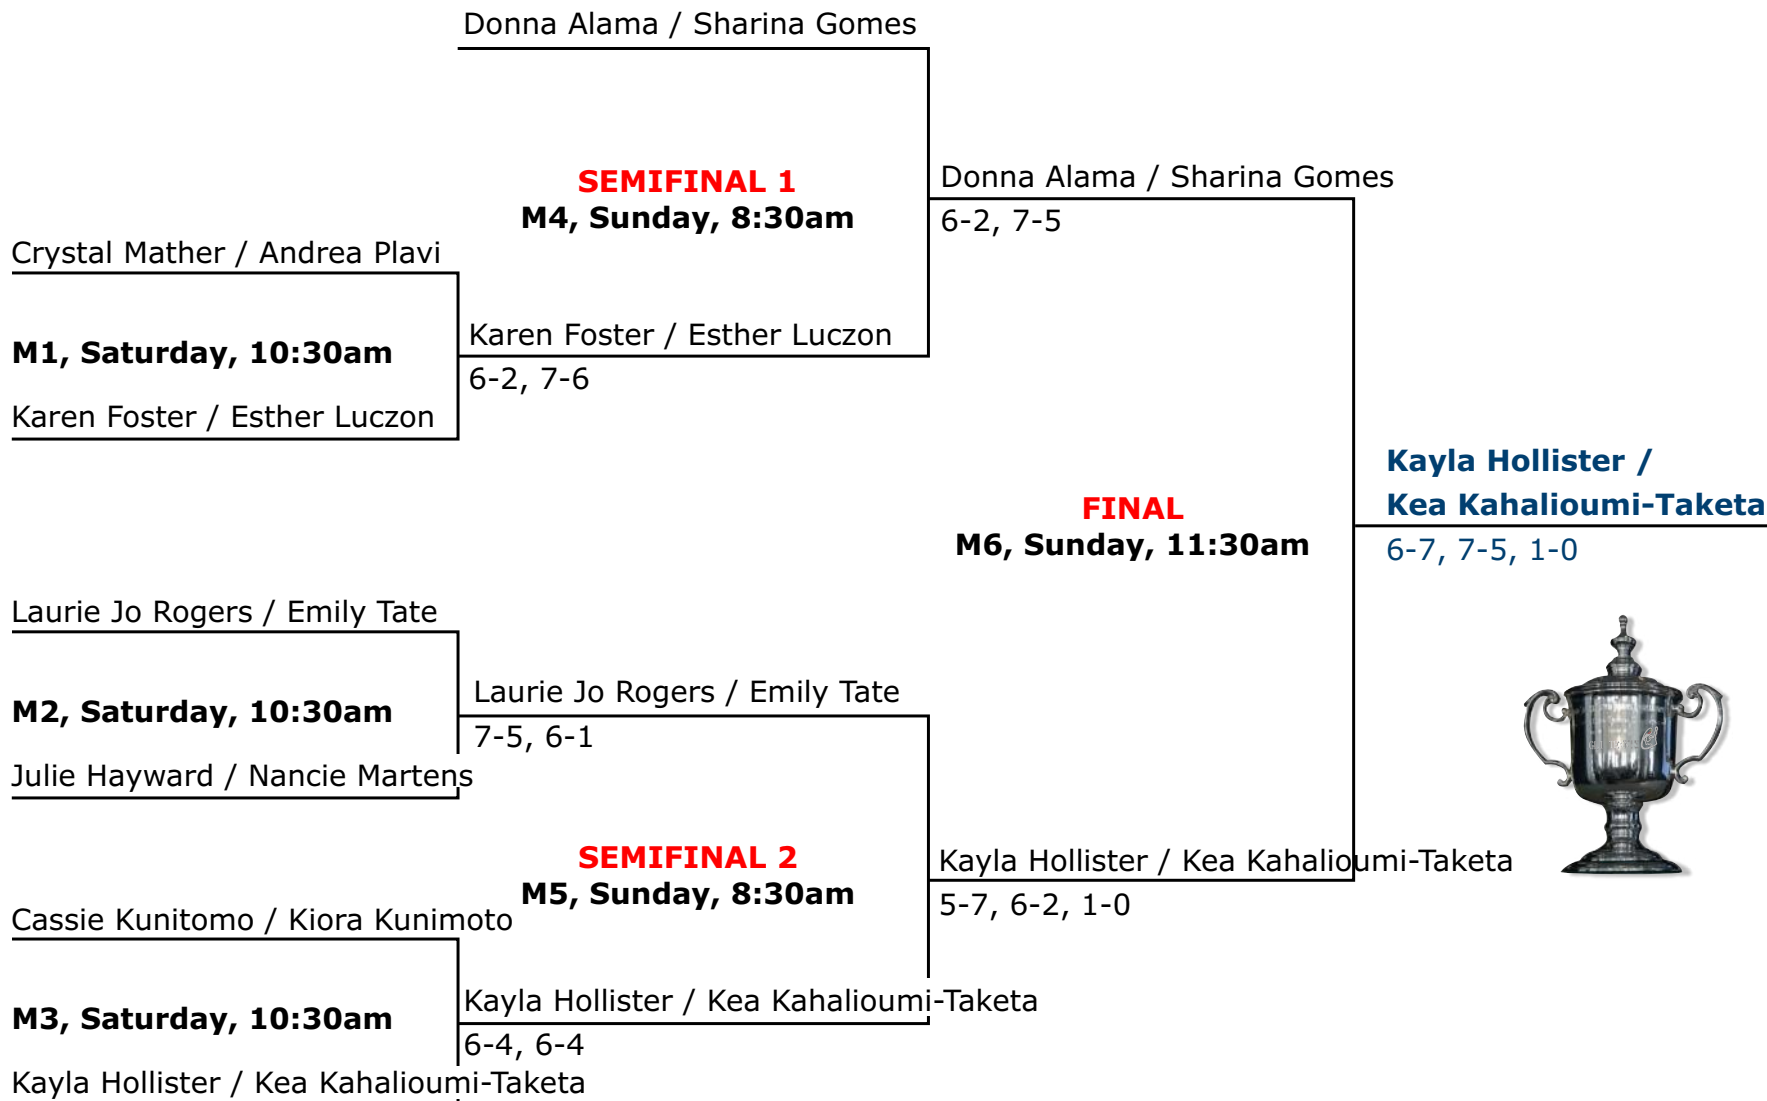 Donna Alama / Sharina Gomes
SEMIFINAL 1
M4, Sunday, 8:30am
Donna Alama / Sharina Gomes
6-2, 7-5
Crystal Mather / Andrea Plavi
M1, Saturday, 10:30am
Karen Foster / Esther Luczon
6-2, 7-6
Karen Foster / Esther Luczon
Kayla Hollister /
Kea Kahalioumi-Taketa
6-7, 7-5, 1-0
FINAL
M6, Sunday, 11:30am
Laurie Jo Rogers / Emily Tate
M2, Saturday, 10:30am
Laurie Jo Rogers / Emily Tate
7-5, 6-1
Julie Hayward / Nancie Martens
SEMIFINAL 2
M5, Sunday, 8:30am
Kayla Hollister / Kea Kahalioumi-Taketa
5-7, 6-2, 1-0
Cassie Kunitomo / Kiora Kunimoto
M3, Saturday, 10:30am
Kayla Hollister / Kea Kahalioumi-Taketa
6-4, 6-4
Kayla Hollister / Kea Kahalioumi-Taketa